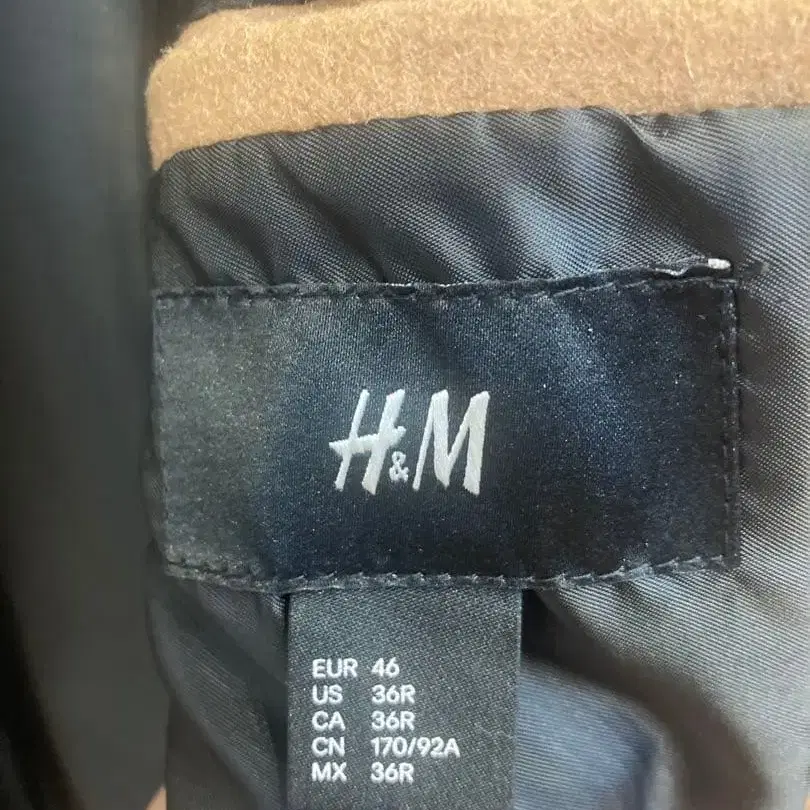 H&M
EUR 46
US 36R
CA 36R
CN 170/92A
MX 36R